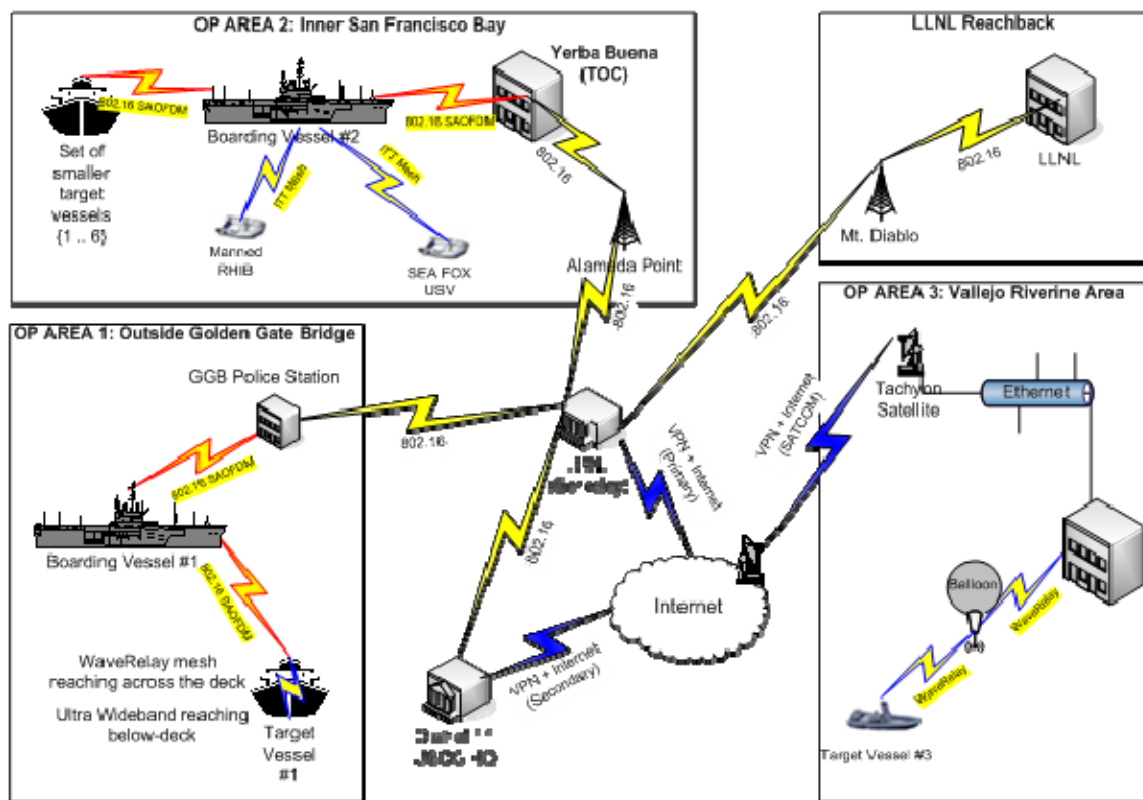 OP AREA 2: Inner San Francisco Bay
Yerba Buena
(TOC)
802.16 SAOFDM
Boarding Vessel #2
802.16 SAOFDM
802.16
Set of
smaller
target
vessels
{1 .. 6}
ITT Mesh
ITT Mesh
Manned
RHIB
SEA FOX
USV
Alameda Point
802.16
LLNL Reachback
802.16
LLNL
Mt. Diablo
802.16
OP AREA 1: Outside Golden Gate Bridge
GGB Police Station
802.16
802.16 SAOFDM
Boarding Vessel #1
802.16 SAOFDM
WaveRelay mesh
reaching across the deck
Ultra Wideband reaching
below-deck
Target
Vessel
#1
VPN + Internet
(Primary)
802.16
Internet
VPN + Internet
(Secondary)
VPN + Internet
(SATCOM)
OP AREA 3: Vallejo Riverine Area
Tachyon
Satellite
Ethernet
Balloon
WaveRelay
WaveRelay
Target Vessel #3